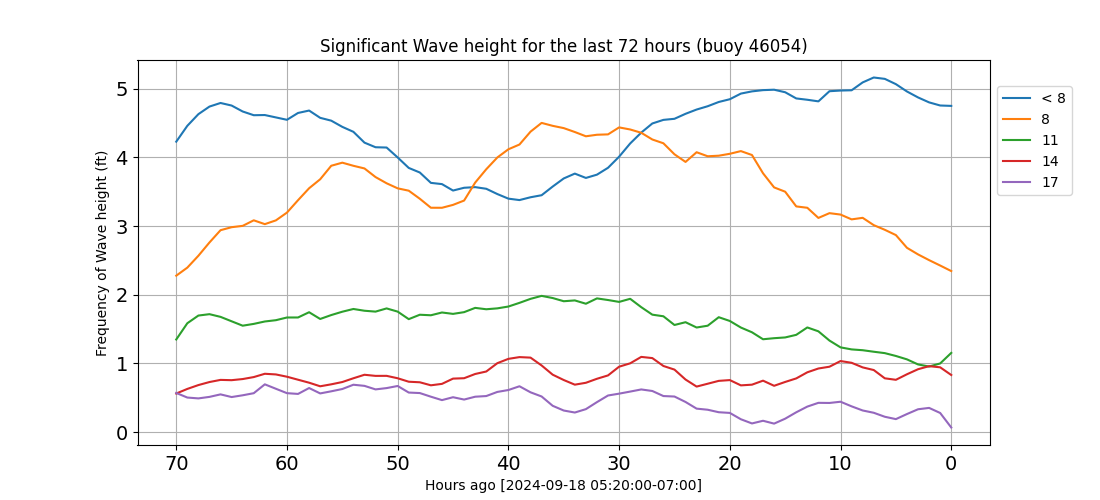 Significant Wave height for the last 72 hours (buoy 46054)
Frequency of Wave height (ft)
5
4
3
2
1
0
70 60 50 40 30 20 10 0
Hours ago [2024-09-18 05:20:00-07:00]
< 8
8
11
14
17